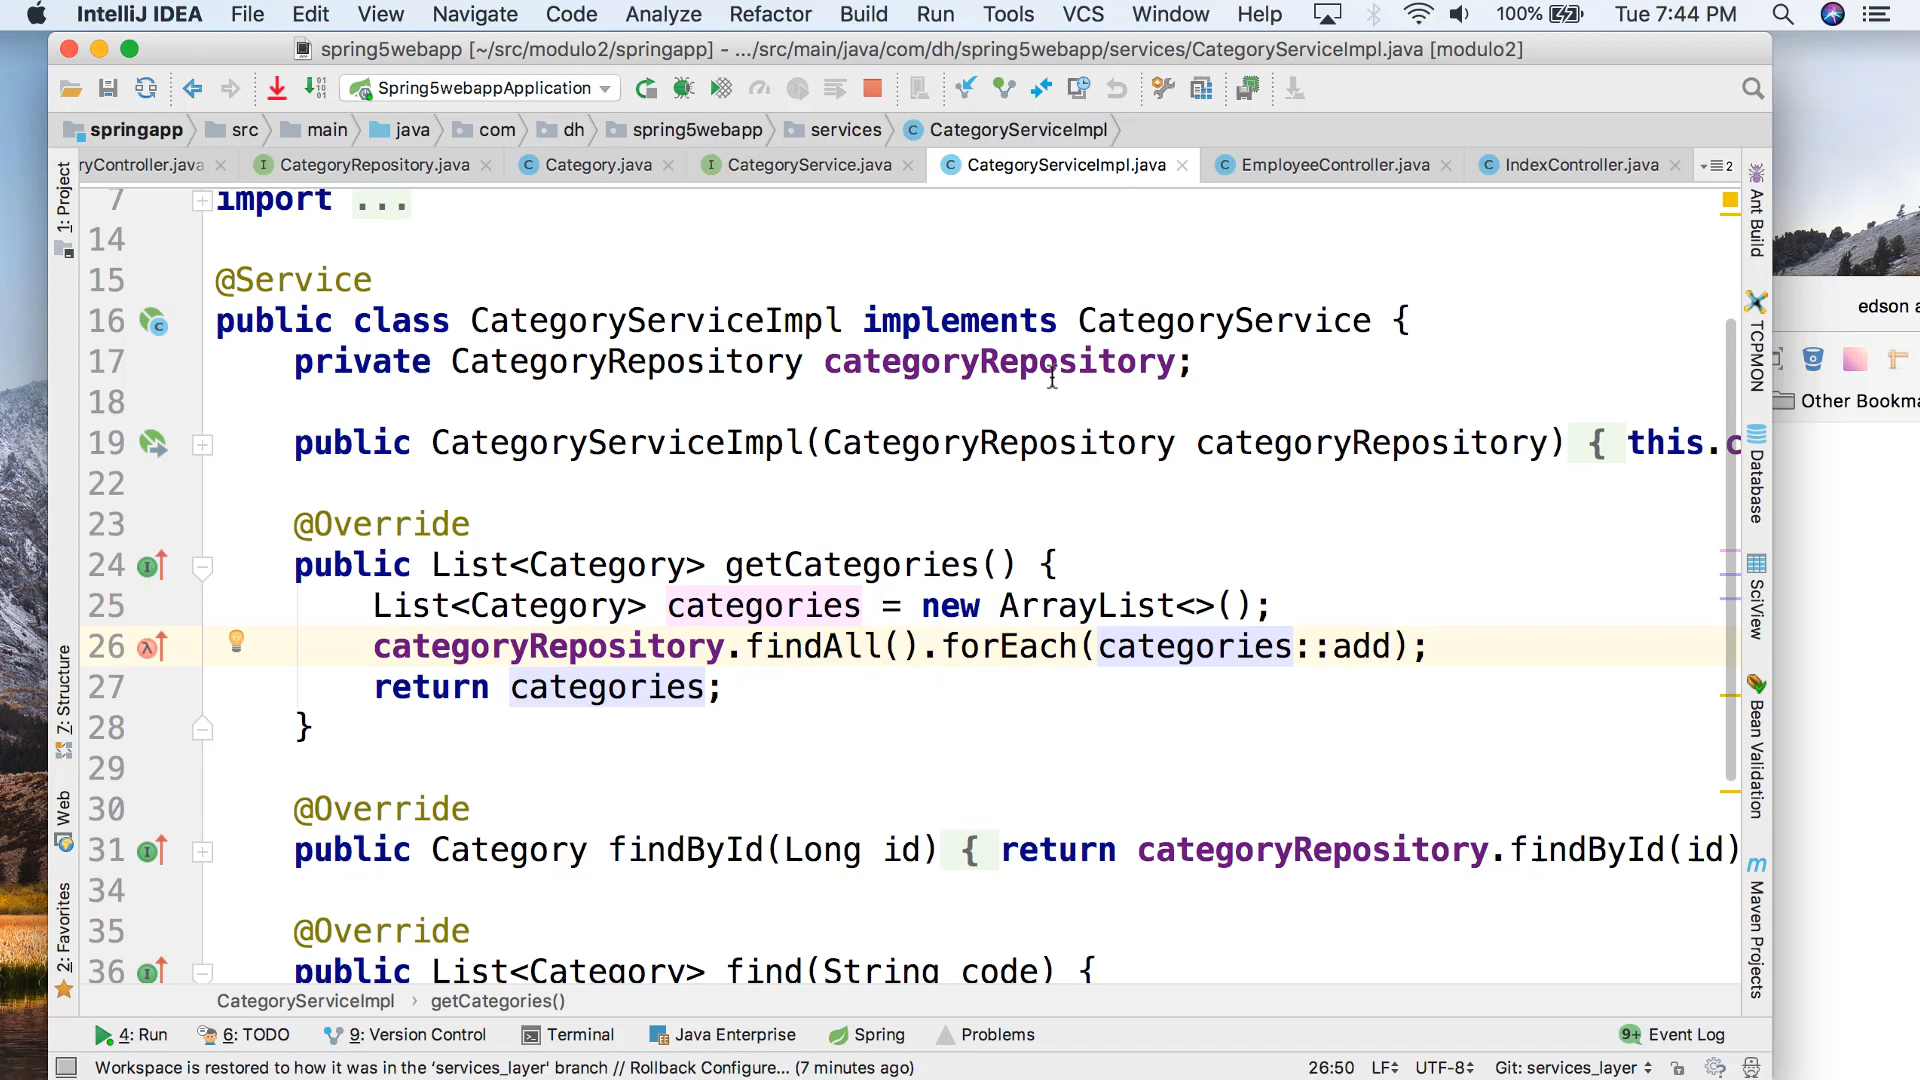 IntelliJ IDEA File Edit View Navigate Code Analyze Refactor Build Run Tools VCS Window Help 100% Tue 7:44 PM
spring5webapp [~/src/modulo2/springapp] - .../src/main/java/com/dh/spring5webapp/services/CategoryServiceImpl.java [modulo2]
Spring5webappApplication
springapp src main java com dh spring5webapp services CategoryServiceImpl
ryController.java CategoryRepository.java Category.java CategoryService.java CategoryServiceImpl.java EmployeeController.java IndexController.java 2
7 import ...
14
15 @Service
16 public class CategoryServiceImpl implements CategoryService {
17 private CategoryRepository categoryRepository;
18
19 public CategoryServiceImpl(CategoryRepository categoryRepository) { this.c
22
23 @Override
24 public List<Category> getCategories() {
25 List<Category> categories = new ArrayList<>();
26 categoryRepository.findAll().forEach(categories::add);
27 return categories;
28 }
29
30 @Override
31 public Category findById(Long id) { return categoryRepository.findById(id)
34
35 @Override
36 public List<Category> find(String code) {
CategoryServiceImpl › getCategories()
1: Project
Z: Structure
Web
2: Favorites
Ant Build
TCPMON
Database
SciView
Bean Validation
Maven Projects
edson a
Other Bookma
4: Run 6: TODO 9: Version Control Terminal Java Enterprise Spring Problems 9+ Event Log
Workspace is restored to how it was in the 'services_layer' branch // Rollback Configure... (7 minutes ago) 26:50 LF UTF-8 Git: services_layer